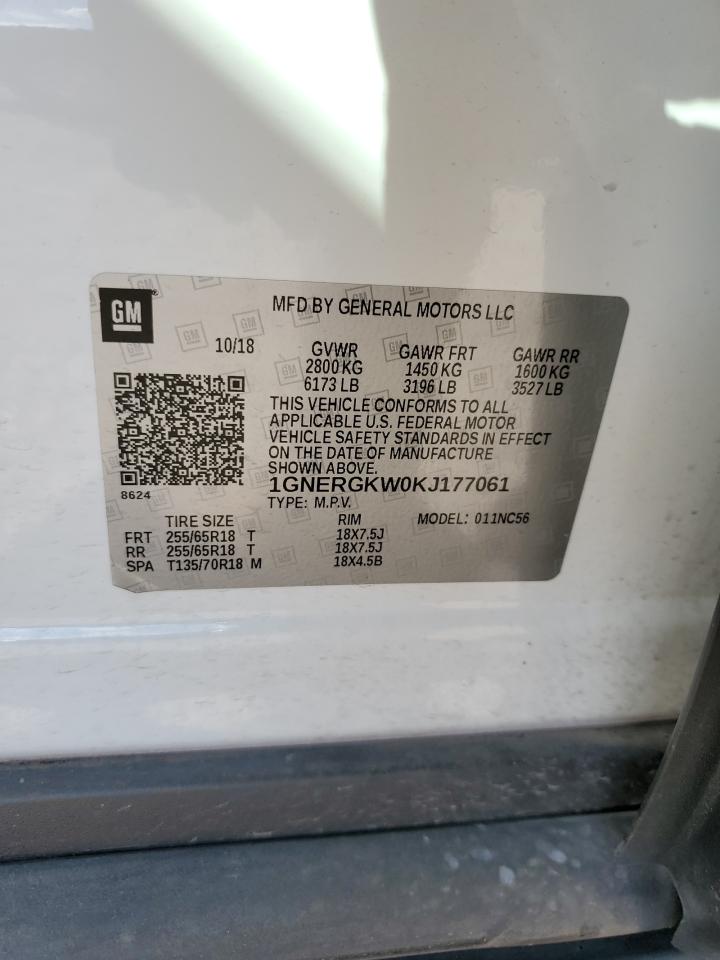 GM
MFD BY GENERAL MOTORS LLC
10/18 GVWR GAWR FRT GAWR RR
2800 KG 1450 KG 1600 KG
6173 LB 3196 LB 3527 LB
THIS VEHICLE CONFORMS TO ALL
APPLICABLE U.S. FEDERAL MOTOR
VEHICLE SAFETY STANDARDS IN EFFECT
ON THE DATE OF MANUFACTURE
SHOWN ABOVE.
8624 1GNERGKW0KJ177061
TYPE: M.P.V.
TIRE SIZE RIM MODEL: 011NC56
FRT 255/65R18 T 18X7.5J
RR 255/65R18 T 18X7.5J
SPA T135/70R18 M 18X4.5B